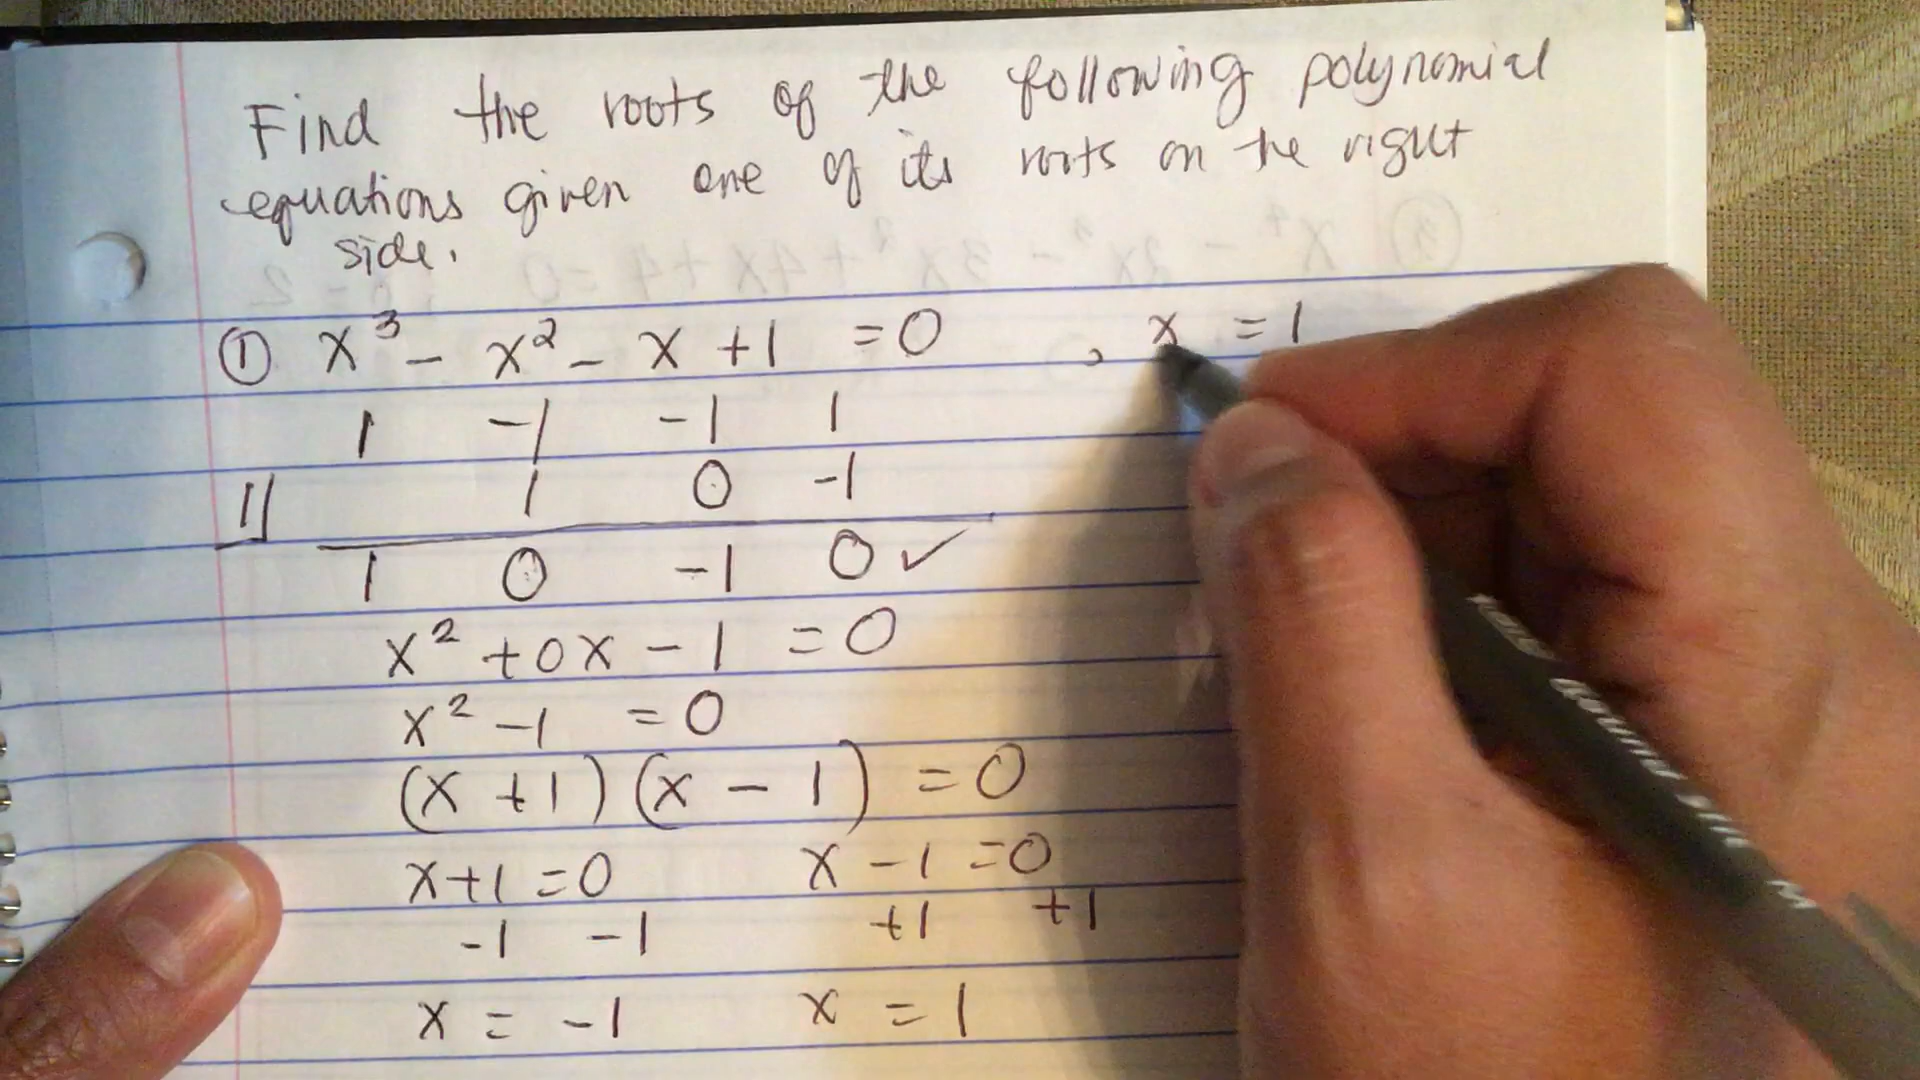 Find the roots of the following polynomial
equations given one of its roots on the right
side.
① x³ - x² - x + 1 = 0 , x = 1
1 -1 -1 1
1 1 0 -1
1 0 -1 0 ✓
x² + 0x - 1 = 0
x² - 1 = 0
(x + 1) (x - 1) = 0
x + 1 = 0 x - 1 = 0
-1 -1 +1 +1
x = -1 x = 1